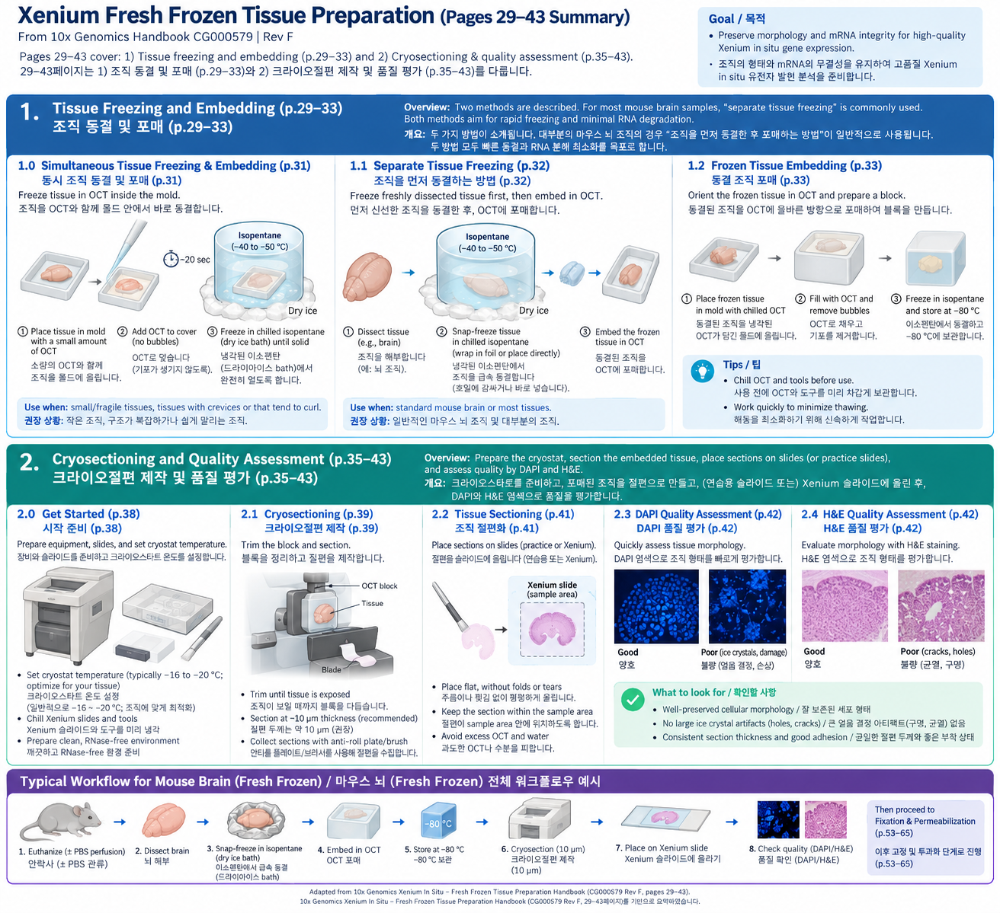 Xenium Fresh Frozen Tissue Preparation (Pages 29–43 Summary)
From 10x Genomics Handbook CG000579 | Rev F
Pages 29–43 cover: 1) Tissue freezing and embedding (p.29–33) and 2) Cryosectioning & quality assessment (p.35–43).
29–43페이지는 1) 조직 동결 및 포매 (p.29–33)와 2) 크라이오절편 제작 및 품질 평가 (p.35–43)를 다룹니다.
Goal / 목적
• Preserve morphology and mRNA integrity for high-quality
Xenium in situ gene expression.
• 조직의 형태와 mRNA의 무결성을 유지하여 고품질 Xenium
in situ 유전자 발현 분석을 준비합니다.
1. Tissue Freezing and Embedding (p.29–33)
조직 동결 및 포매 (p.29–33)
Overview: Two methods are described. For most mouse brain samples, “separate tissue freezing” is commonly used.
Both methods aim for rapid freezing and minimal RNA degradation.
개요: 두 가지 방법이 소개됩니다. 대부분의 마우스 뇌 조직의 경우 “조직을 먼저 동결한 후 포매하는 방법”이 일반적으로 사용됩니다.
두 방법 모두 빠른 동결과 RNA 분해 최소화를 목표로 합니다.
1.0 Simultaneous Tissue Freezing & Embedding (p.31)
동시 조직 동결 및 포매 (p.31)
Freeze tissue in OCT inside the mold.
조직을 OCT와 함께 몰드 안에서 바로 동결합니다.
~20 sec
Isopentane
(−40 to −50 °C)
Dry ice
① Place tissue in mold
with a small amount
of OCT
소량의 OCT와 함께
조직을 몰드에 올립니다.
② Add OCT to cover
(no bubbles)
OCT로 덮습니다
(기포가 생기지 않도록).
③ Freeze in chilled isopentane
(dry ice bath) until solid
냉각된 이소펜탄
(드라이아이스 bath)에서
완전히 얼도록 합니다.
Use when: small/fragile tissues, tissues with crevices or that tend to curl.
권장 상황: 작은 조직, 구조가 복잡하거나 쉽게 말리는 조직.
1.1 Separate Tissue Freezing (p.32)
조직을 먼저 동결하는 방법 (p.32)
Freeze freshly dissected tissue first, then embed in OCT.
먼저 신선한 조직을 동결한 후, OCT에 포매합니다.
Isopentane
(−40 to −50 °C)
Dry ice
① Dissect tissue
(e.g., brain)
조직을 해부합니다
(예: 뇌 조직).
② Snap-freeze tissue
in chilled isopentane
(wrap in foil or place directly)
냉각된 이소펜탄에서
조직을 급속 동결합니다
(호일에 감싸거나 바로 넣습니다).
③ Embed the frozen
tissue in OCT
동결된 조직을
OCT에 포매합니다.
Use when: standard mouse brain or most tissues.
권장 상황: 일반적인 마우스 뇌 조직 및 대부분의 조직.
1.2 Frozen Tissue Embedding (p.33)
동결 조직 포매 (p.33)
Orient the frozen tissue in OCT and prepare a block.
동결된 조직을 OCT에 올바른 방향으로 포매하여 블록을 만듭니다.
① Place frozen tissue
in mold with chilled OCT
동결된 조직을 냉각된
OCT가 담긴 몰드에 올립니다.
② Fill with OCT and
remove bubbles
OCT로 채우고
기포를 제거합니다.
③ Freeze in isopentane
and store at −80 °C
이소펜탄에서 동결하고
−80 °C에 보관합니다.
Tips / 팁
• Chill OCT and tools before use.
사용 전에 OCT와 도구를 미리 차갑게 보관합니다.
• Work quickly to minimize thawing.
해동을 최소화하기 위해 신속하게 작업합니다.
2. Cryosectioning and Quality Assessment (p.35–43)
크라이오절편 제작 및 품질 평가 (p.35–43)
Overview: Prepare the cryostat, section the embedded tissue, place sections on slides (or practice slides),
and assess quality by DAPI and H&E.
개요: 크라이오스타로를 준비하고, 포매된 조직을 절편으로 만들고, (연습용 슬라이드 또는) Xenium 슬라이드에 올린 후,
DAPI와 H&E 염색으로 품질을 평가합니다.
2.0 Get Started (p.38)
시작 준비 (p.38)
Prepare equipment, slides, and set cryostat temperature.
장비와 슬라이드를 준비하고 크라이오스타트 온도를 설정합니다.
• Set cryostat temperature (typically −16 to −20 °C;
optimize for your tissue)
크라이오스타트 온도 설정
(일반적으로 −16 ~ −20 °C; 조직에 맞게 최적화)
• Chill Xenium slides and tools
Xenium 슬라이드와 도구를 미리 냉각
• Prepare clean, RNase-free environment
깨끗하고 RNase-free 환경 준비
2.1 Cryosectioning (p.39)
크라이오절편 제작 (p.39)
Trim the block and section.
블록을 정리하고 절편을 제작합니다.
OCT block
Tissue
Blade
• Trim until tissue is exposed
조직이 보일 때까지 블록을 다듬습니다.
• Section at ~10 μm thickness (recommended)
절편 두께는 약 10 μm (권장)
• Collect sections with anti-roll plate/brush
안티롤 플레이트/브러시를 사용해 절편을 수집합니다.
2.2 Tissue Sectioning (p.41)
조직 절편화 (p.41)
Place sections on slides (practice or Xenium).
절편을 슬라이드에 올립니다 (연습용 또는 Xenium).
Xenium slide
(sample area)
• Place flat, without folds or tears
주름이나 찢김 없이 평평하게 올립니다.
• Keep the section within the sample area
절편이 sample area 안에 위치하도록 합니다.
• Avoid excess OCT and water
과도한 OCT나 수분을 피합니다.
2.3 DAPI Quality Assessment (p.42)
DAPI 품질 평가 (p.42)
Quickly assess tissue morphology.
DAPI 염색으로 조직 형태를 빠르게 평가합니다.
Good
양호
Poor (ice crystals, damage)
불량 (얼음 결정, 손상)
2.4 H&E Quality Assessment (p.42)
H&E 품질 평가 (p.42)
Evaluate morphology with H&E staining.
H&E 염색으로 조직 형태를 평가합니다.
Good
양호
Poor (cracks, holes)
불량 (균열, 구멍)
What to look for / 확인할 사항
• Well-preserved cellular morphology / 잘 보존된 세포 형태
• No large ice crystal artifacts (holes, cracks) / 큰 얼음 결정 아티팩트(구멍, 균열) 없음
• Consistent section thickness and good adhesion / 균일한 절편 두께와 좋은 부착 상태
Typical Workflow for Mouse Brain (Fresh Frozen) / 마우스 뇌 (Fresh Frozen) 전체 워크플로우 예시
1. Euthanize (± PBS perfusion)
안락사 (± PBS 관류)
2. Dissect brain
뇌 해부
3. Snap-freeze in isopentane
(dry ice bath)
이소펜탄에서 급속 동결
(드라이아이스 bath)
4. Embed in OCT
OCT 포매
−80 °C
5. Store at −80 °C
−80 °C 보관
6. Cryosection (10 μm)
크라이오절편 제작
(10 μm)
7. Place on Xenium slide
Xenium 슬라이드에 올리기
8. Check quality (DAPI/H&E)
품질 확인 (DAPI/H&E)
Then proceed to
Fixation & Permeabilization
(p.53–65)
이후 고정 및 투과화 단계로 진행
(p.53–65)
Adapted from 10x Genomics Xenium In Situ – Fresh Frozen Tissue Preparation Handbook (CG000579 Rev F, pages 29–43).
10x Genomics Xenium In Situ – Fresh Frozen Tissue Preparation Handbook (CG000579 Rev F, 29–43페이지)를 기반으로 요약하였습니다.